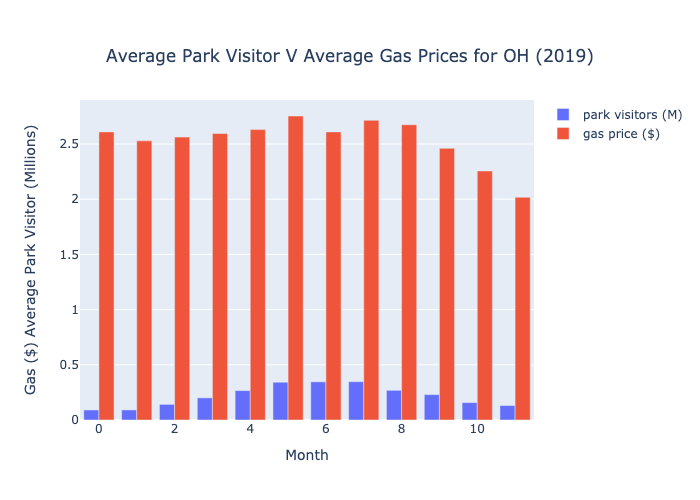 Average Park Visitor V Average Gas Prices for OH (2019)
park visitors (M)
gas price ($)
Gas ($) Average Park Visitor (Millions)
2.5
2
1.5
1
0.5
0
0 2 4 6 8 10
Month